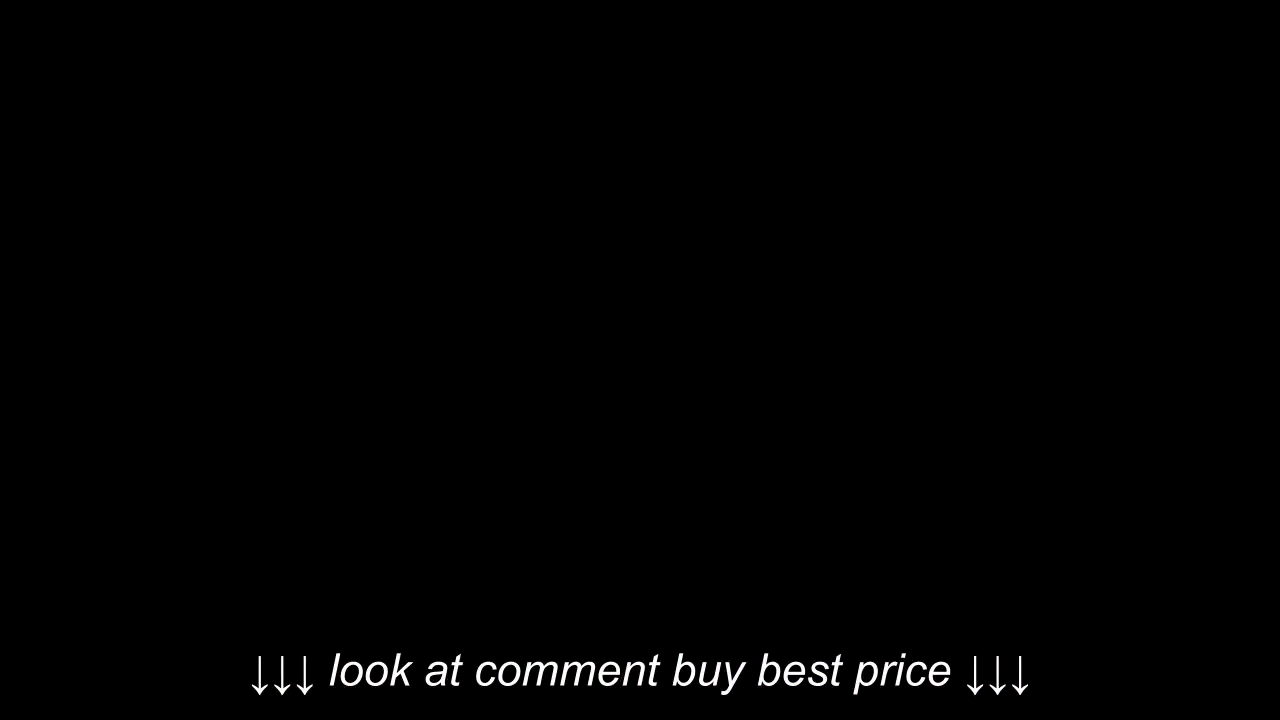 ↓↓↓ look at comment buy best price ↓↓↓